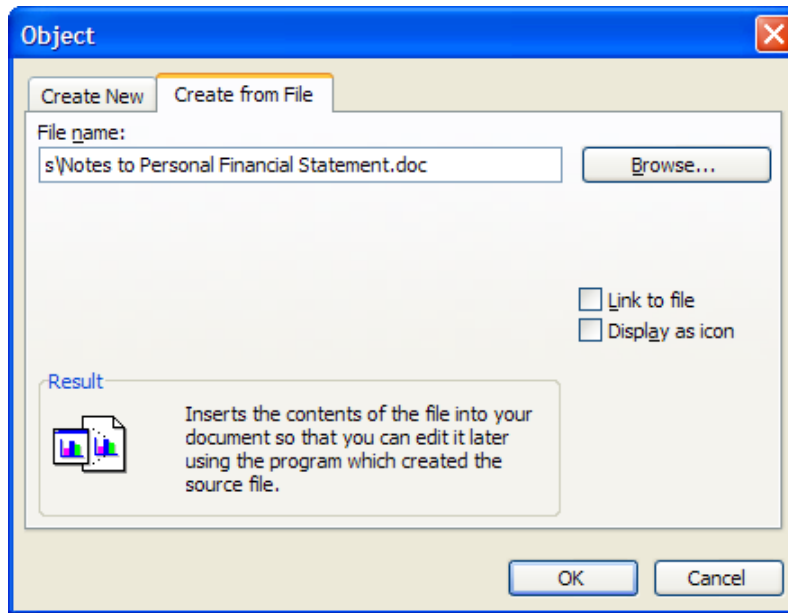 Object
Create New
Create from File
File name:
s\Notes to Personal Financial Statement.doc
Browse...
Link to file
Display as icon
Result
Inserts the contents of the file into your
document so that you can edit it later
using the program which created the
source file.
OK
Cancel